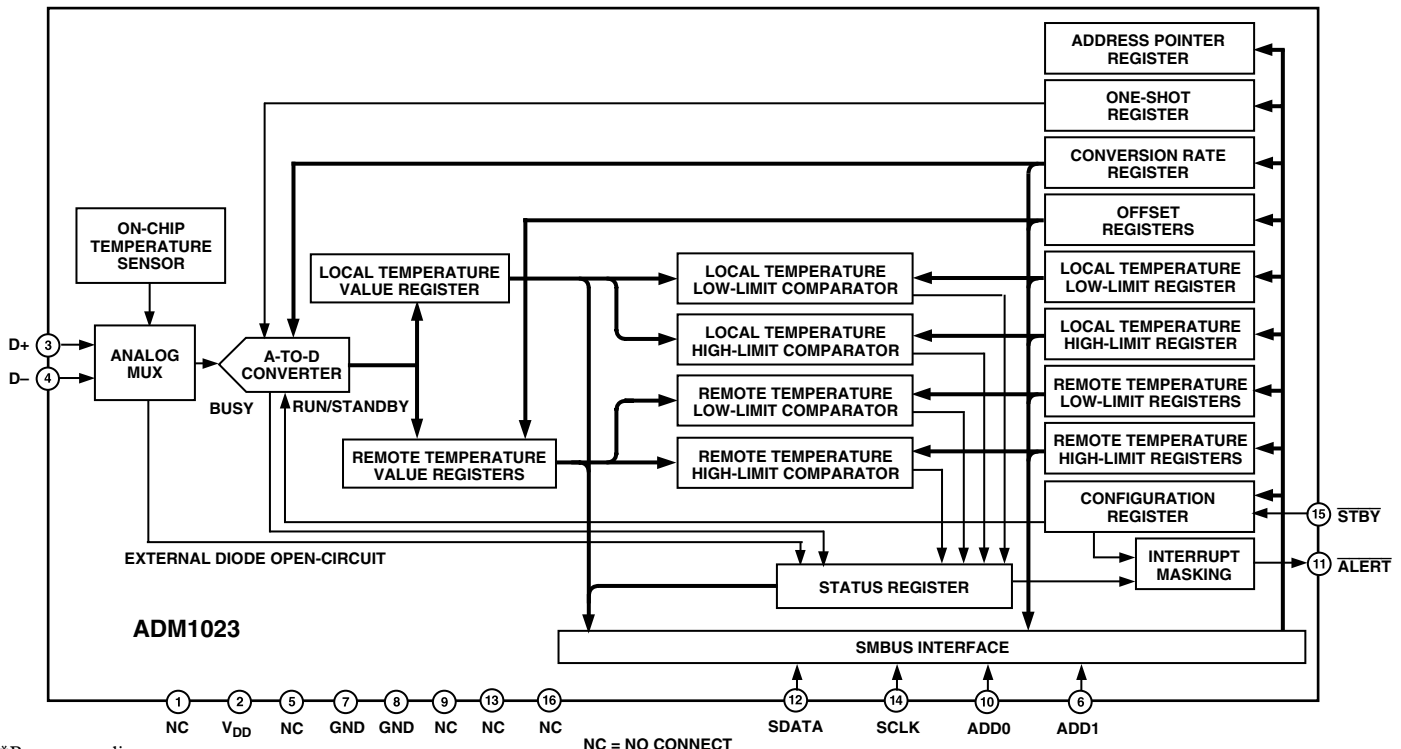 ADDRESS POINTER
REGISTER
ONE-SHOT
REGISTER
CONVERSION RATE
REGISTER
ON-CHIP
TEMPERATURE
SENSOR
OFFSET
REGISTERS
LOCAL TEMPERATURE
VALUE REGISTER
LOCAL TEMPERATURE
LOW-LIMIT COMPARATOR
LOCAL TEMPERATURE
LOW-LIMIT REGISTER
D+ 3
D– 4
ANALOG
MUX
A-TO-D
CONVERTER
LOCAL TEMPERATURE
HIGH-LIMIT COMPARATOR
LOCAL TEMPERATURE
HIGH-LIMIT REGISTER
BUSY
RUN/STANDBY
REMOTE TEMPERATURE
LOW-LIMIT COMPARATOR
REMOTE TEMPERATURE
LOW-LIMIT REGISTERS
REMOTE TEMPERATURE
VALUE REGISTERS
REMOTE TEMPERATURE
HIGH-LIMIT COMPARATOR
REMOTE TEMPERATURE
HIGH-LIMIT REGISTERS
CONFIGURATION
REGISTER
15 STBY
EXTERNAL DIODE OPEN-CIRCUIT
INTERRUPT
MASKING
11 ALERT
STATUS REGISTER
ADM1023
SMBUS INTERFACE
1 2 5 7 8 9 13 16 12 14 10 6
NC VDD NC GND GND NC NC NC SDATA SCLK ADD0 ADD1
NC = NO CONNECT